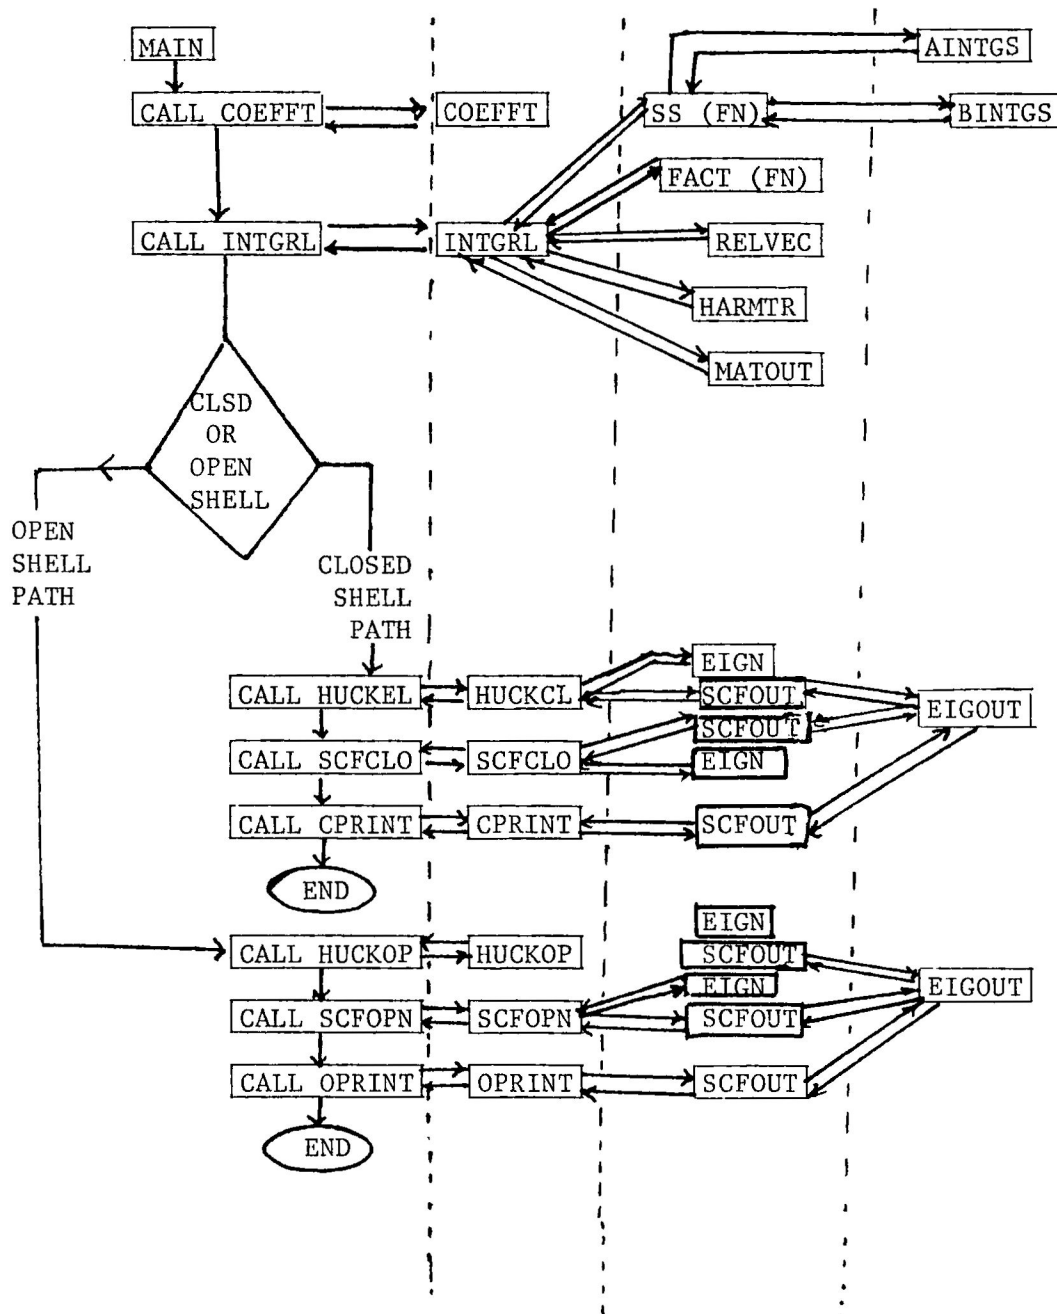 MAIN
AINTGS
CALL COEFFT
COEFFT
SS (FN)
BINTGS
FACT (FN)
CALL INTGRL
INTGRL
RELVEC
HARMTR
MATOUT
CLSD
OR
OPEN
SHELL
OPEN
SHELL
PATH
CLOSED
SHELL
PATH
EIGN
CALL HUCKEL
HUCKCL
SCFOUT
EIGOUT
SCFOUT
CALL SCFCLO
SCFCLO
EIGN
CALL CPRINT
CPRINT
SCFOUT
END
EIGN
CALL HUCKOP
HUCKOP
SCFOUT
EIGN
EIGOUT
CALL SCFOPN
SCFOPN
SCFOUT
CALL OPRINT
OPRINT
SCFOUT
END